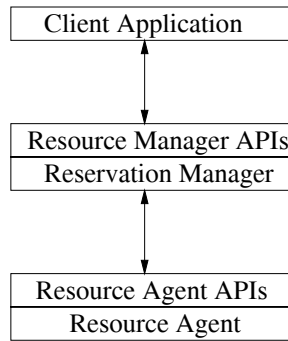 Client Application
Resource Manager APIs
Reservation Manager
Resource Agent APIs
Resource Agent